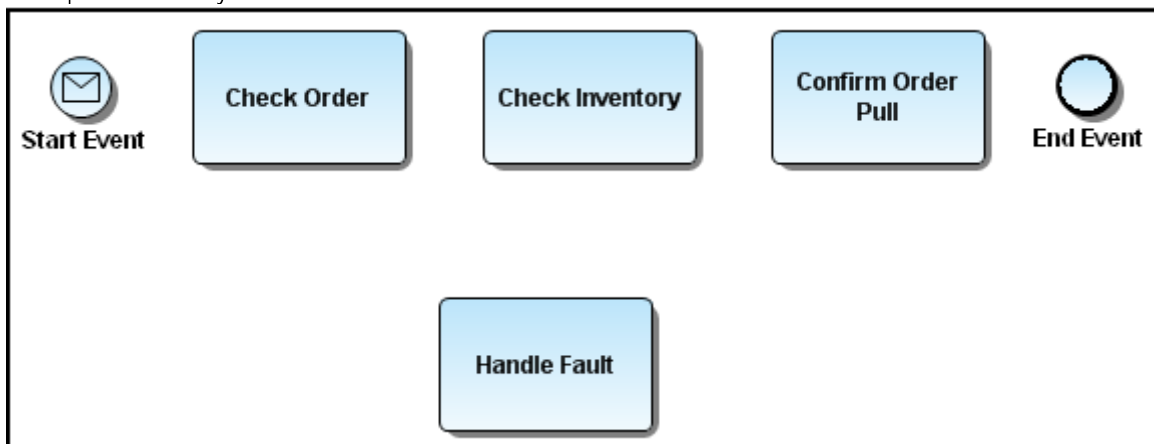 Check Order
Check Inventory
Confirm Order
Pull
Start Event
End Event
Handle Fault